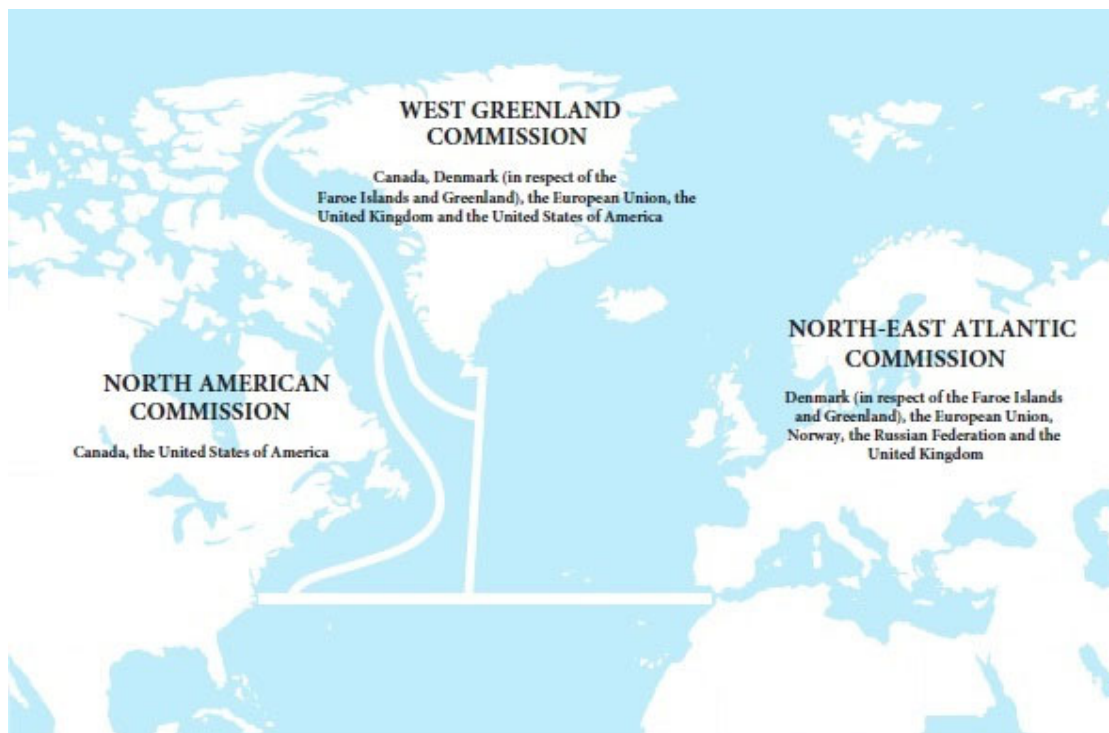 WEST GREENLAND
COMMISSION
Canada, Denmark (in respect of the
Faroe Islands and Greenland), the European Union, the
United Kingdom and the United States of America
NORTH-EAST ATLANTIC
COMMISSION
Denmark (in respect of the Faroe Islands
and Greenland), the European Union,
Norway, the Russian Federation and the
United Kingdom
NORTH AMERICAN
COMMISSION
Canada, the United States of America